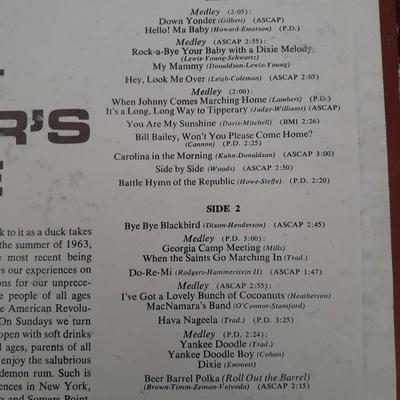 Medley (2:05):
Down Yonder (Gilbert) (ASCAP)
Hello! Ma Baby (Howard-Emerson) (P.D.)
Medley (ASCAP 2:55):
Rock-a-Bye Your Baby with a Dixie Melody
(Lewis-Young-Schwartz)
My Mammy (Donaldson-Lewis-Young)
Hey, Look Me Over (Leigh-Coleman) (ASCAP 2:05)
Medley (2:00):
When Johnny Comes Marching Home (Lambert) (P.D.)
It's a Long, Long Way to Tipperary (Judge-Williams) (ASCAP)
You Are My Sunshine (Davis-Mitchell) (BMI 2:26)
Bill Bailey, Won't You Please Come Home?
(Cannon) (P.D. 2:25)
Carolina in the Morning (Kahn-Donaldson) (ASCAP 3:00)
Side by Side (Woods) (ASCAP 2:50)
Battle Hymn of the Republic (Howe-Steffe) (P.D. 2:20)
SIDE 2
Bye Bye Blackbird (Dixon-Henderson) (ASCAP 2:45)
Medley (P.D. 3:00):
Georgia Camp Meeting (Mills)
When the Saints Go Marching In (Trad.)
Do-Re-Mi (Rodgers-Hammerstein II) (ASCAP 1:47)
Medley (ASCAP 2:55):
I've Got a Lovely Bunch of Cocoanuts (Heatherton)
MacNamara's Band (O'Connor-Stamford)
Hava Nageela (Trad.) (P.D. 3:25)
Medley (P.D. 2:24):
Yankee Doodle (Trad.)
Yankee Doodle Boy (Cohan)
Dixie (Emmett)
Beer Barrel Polka (Roll Out the Barrel)
(Brown-Timm-Zeman-Vejvoda) (ASCAP 2:15)
R'S
E
k to it as a duck takes
the summer of 1963,
e most recent being
rs our experiences on
ons for our unprece-
e people of all ages
e American Revolu-
On Sundays we turn
open with soft drinks
l ages, parents of all
enjoy the salubrious
demon rum. Such is
ences in New York,
and Somers Point,